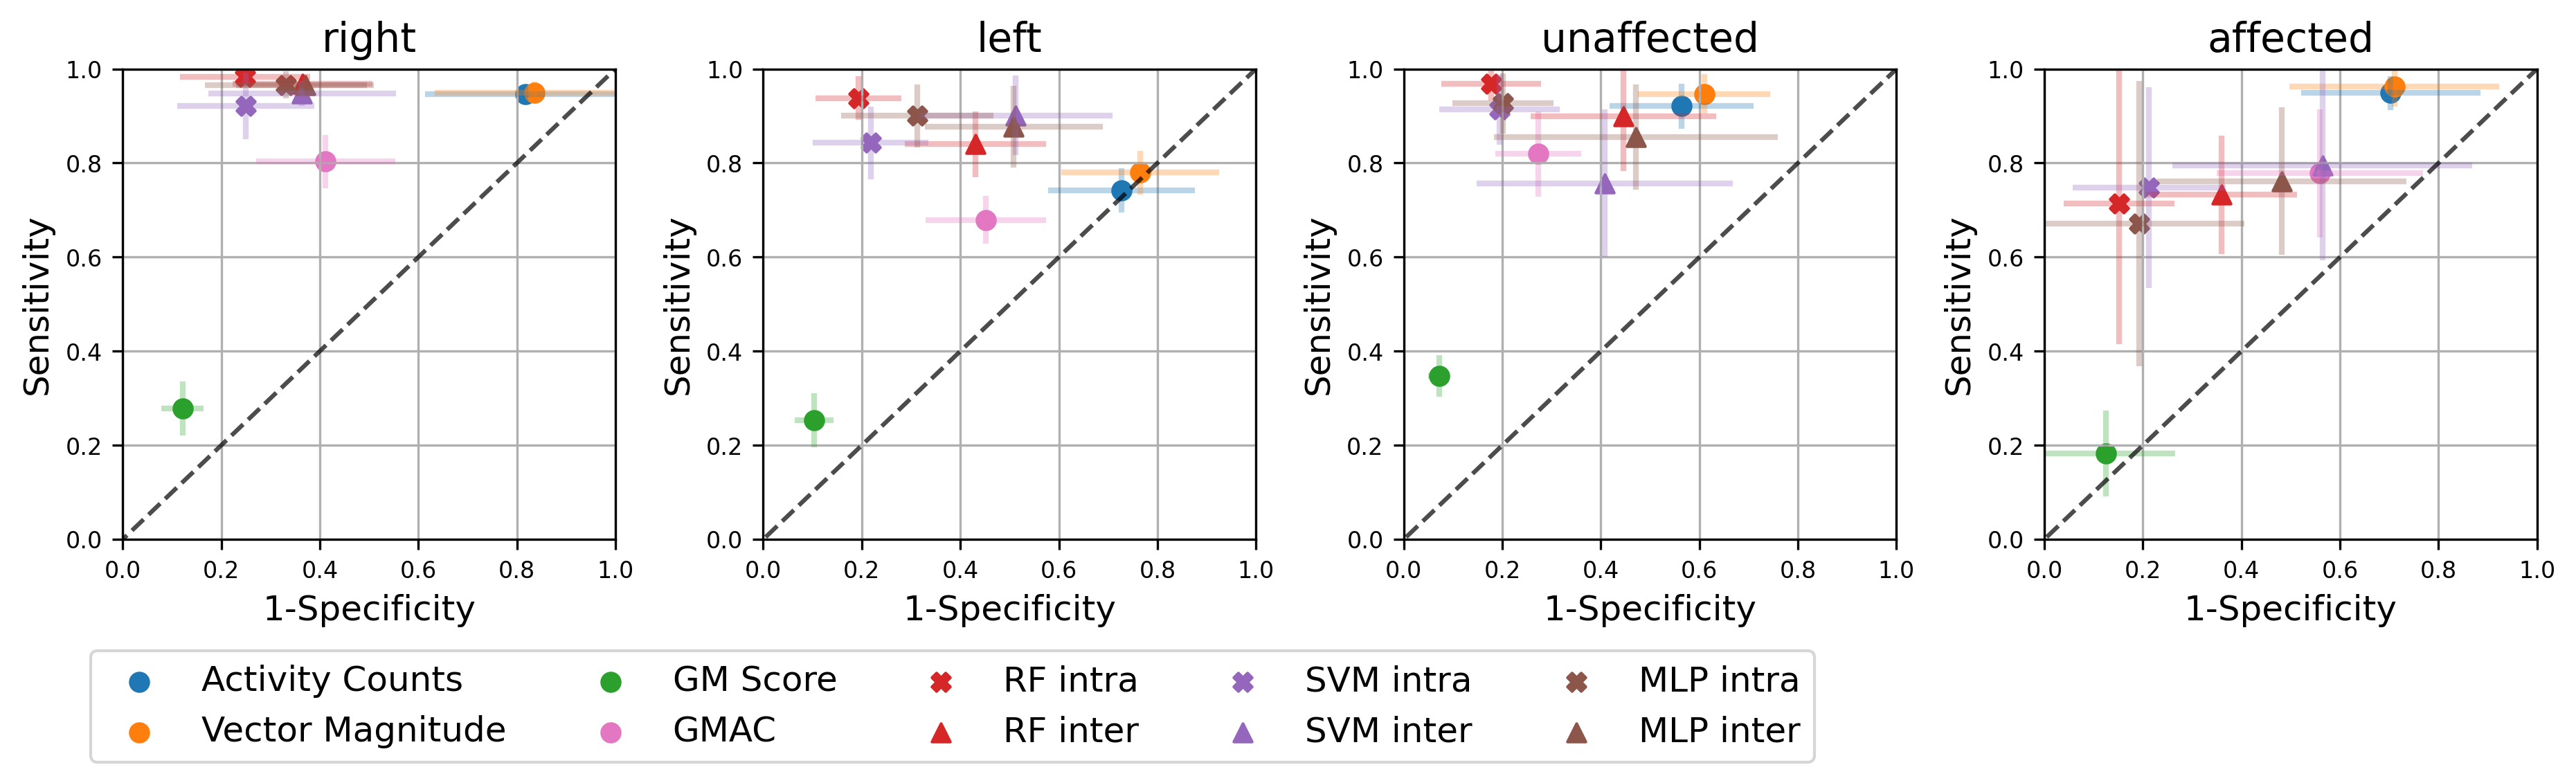 right
left
unaffected
affected
1.0
0.8
0.6
0.4
0.2
0.0
Sensitivity
0.0 0.2 0.4 0.6 0.8 1.0
1-Specificity
1.0
0.8
0.6
0.4
0.2
0.0
Sensitivity
0.0 0.2 0.4 0.6 0.8 1.0
1-Specificity
1.0
0.8
0.6
0.4
0.2
0.0
Sensitivity
0.0 0.2 0.4 0.6 0.8 1.0
1-Specificity
1.0
0.8
0.6
0.4
0.2
0.0
Sensitivity
0.0 0.2 0.4 0.6 0.8 1.0
1-Specificity
Activity Counts
Vector Magnitude
GM Score
GMAC
RF intra
RF inter
SVM intra
SVM inter
MLP intra
MLP inter